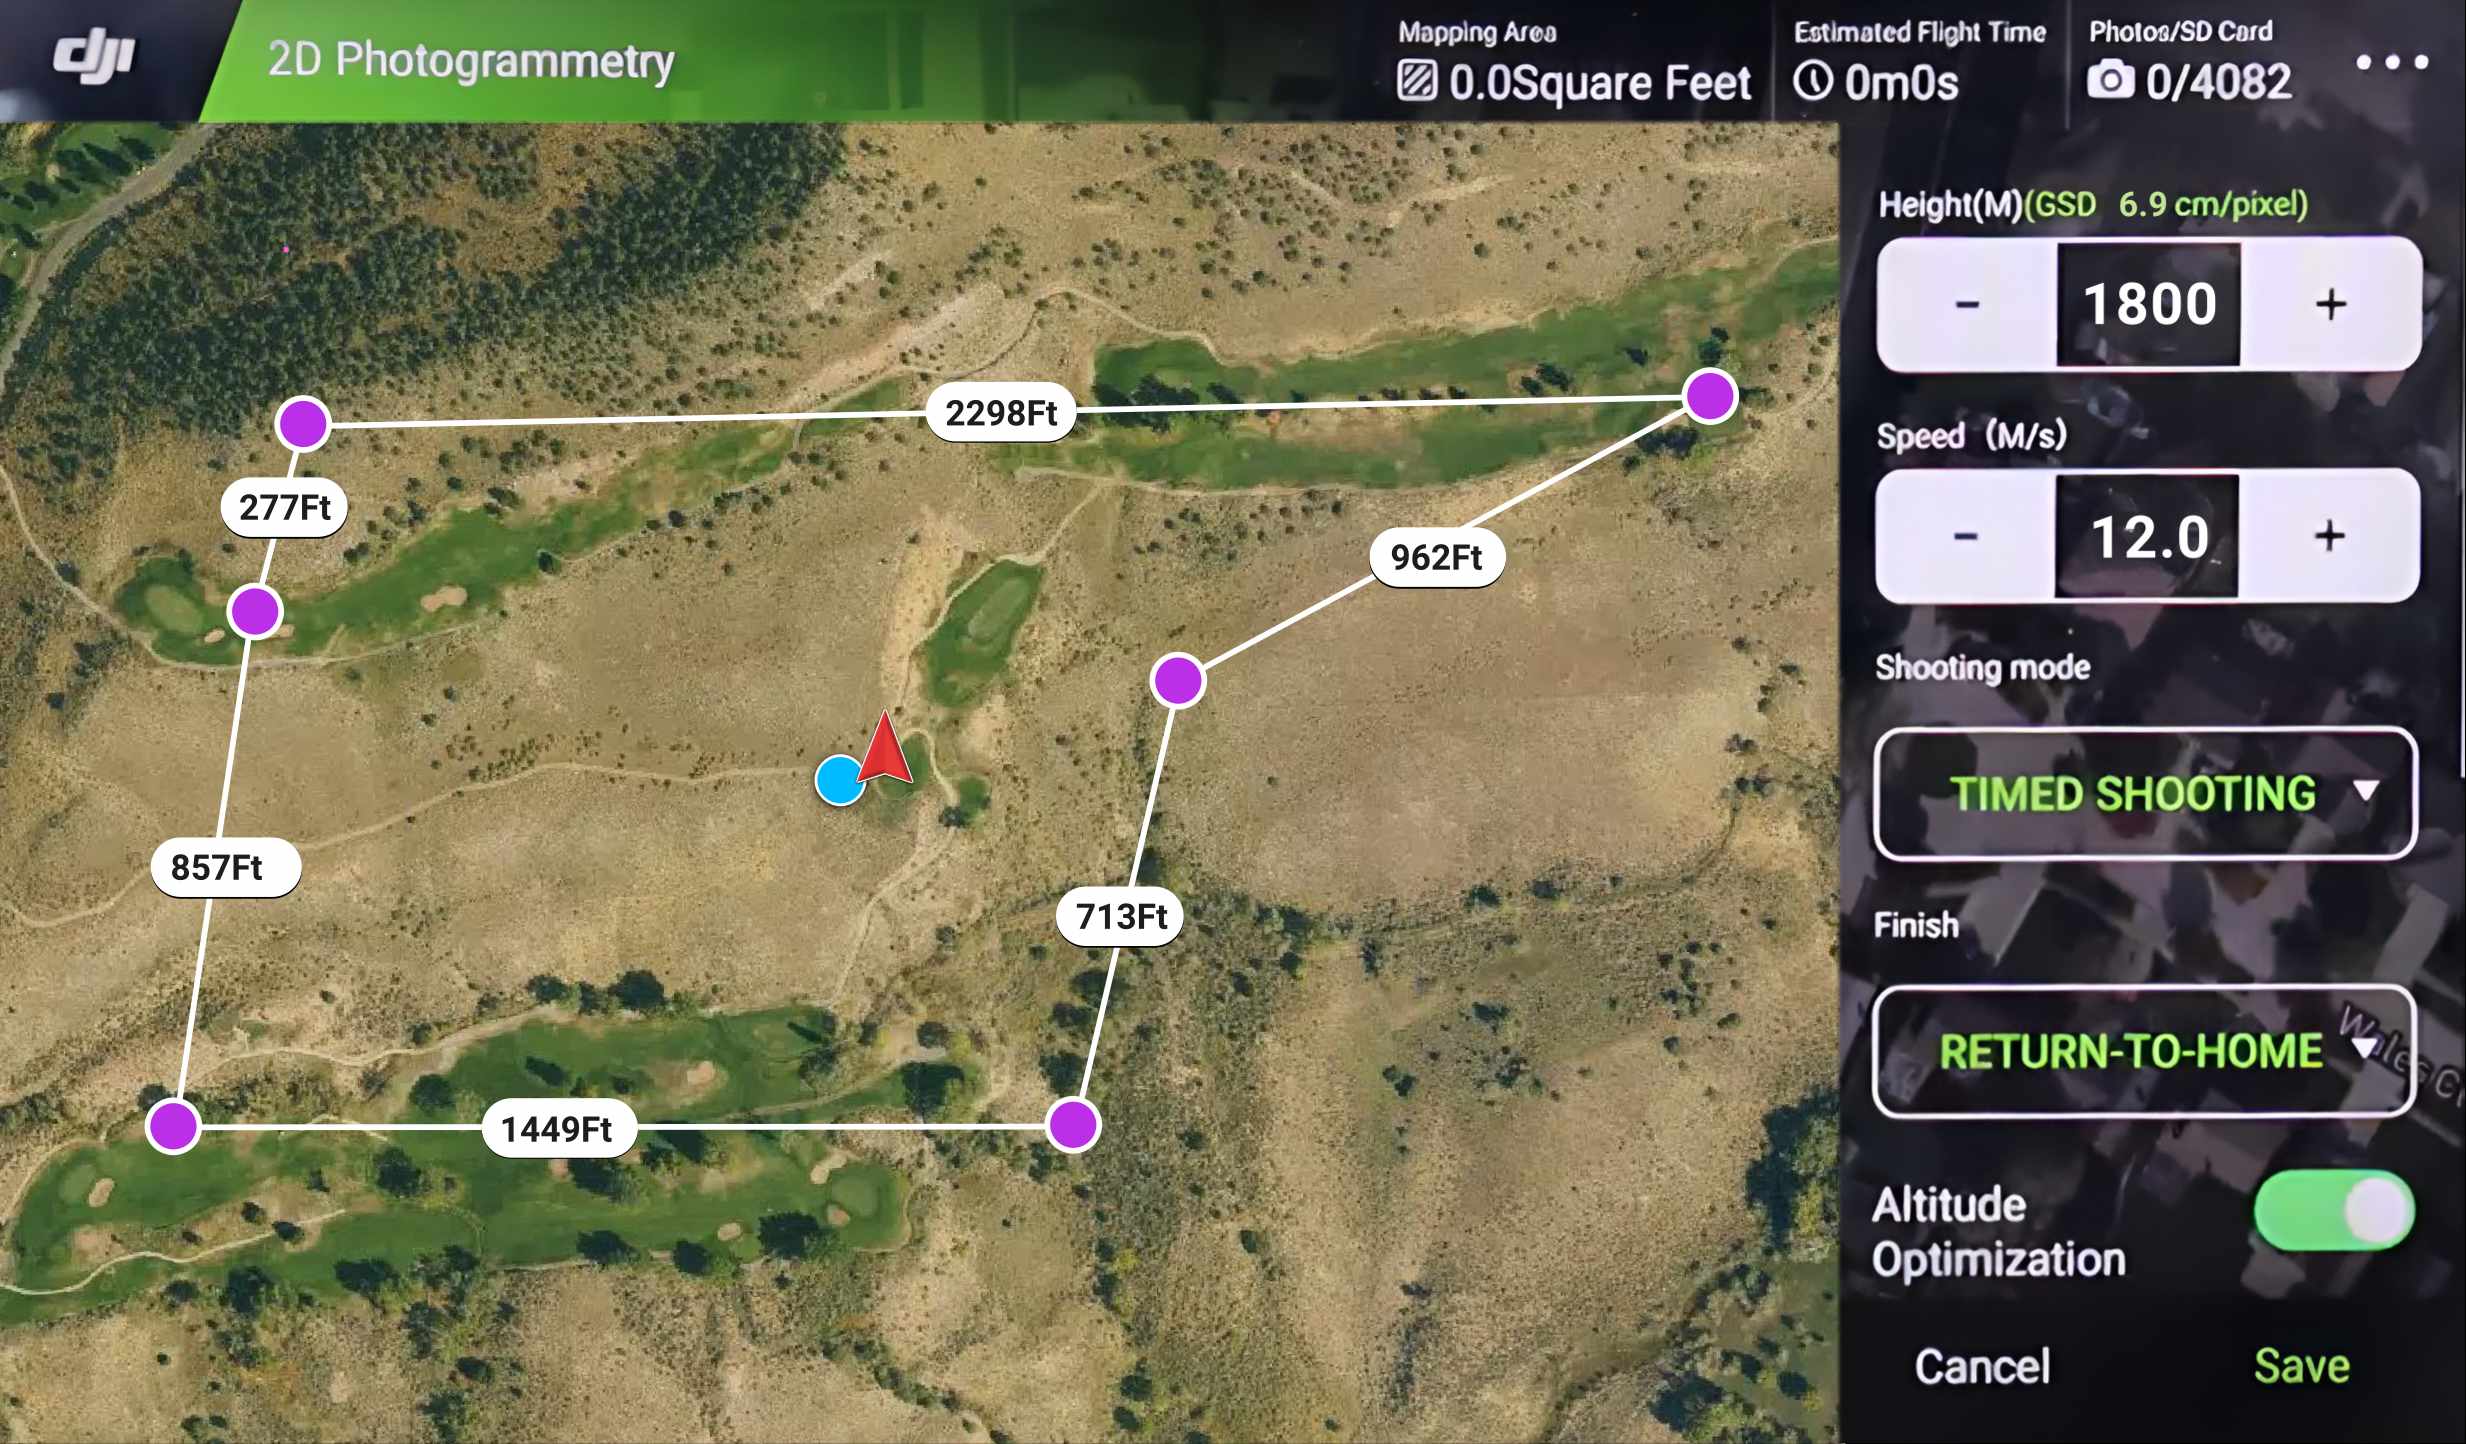 dji
2D Photogrammetry
Mapping Area
0.0Square Feet
Estimated Flight Time
0m0s
Photos/SD Card
0/4082
Height(M)(GSD 6.9 cm/pixel)
- 1800 +
Speed (M/s)
- 12.0 +
Shooting mode
TIMED SHOOTING
Finish
RETURN-TO-HOME
Altitude
Optimization
Cancel
Save
2298Ft
277Ft
962Ft
857Ft
713Ft
1449Ft